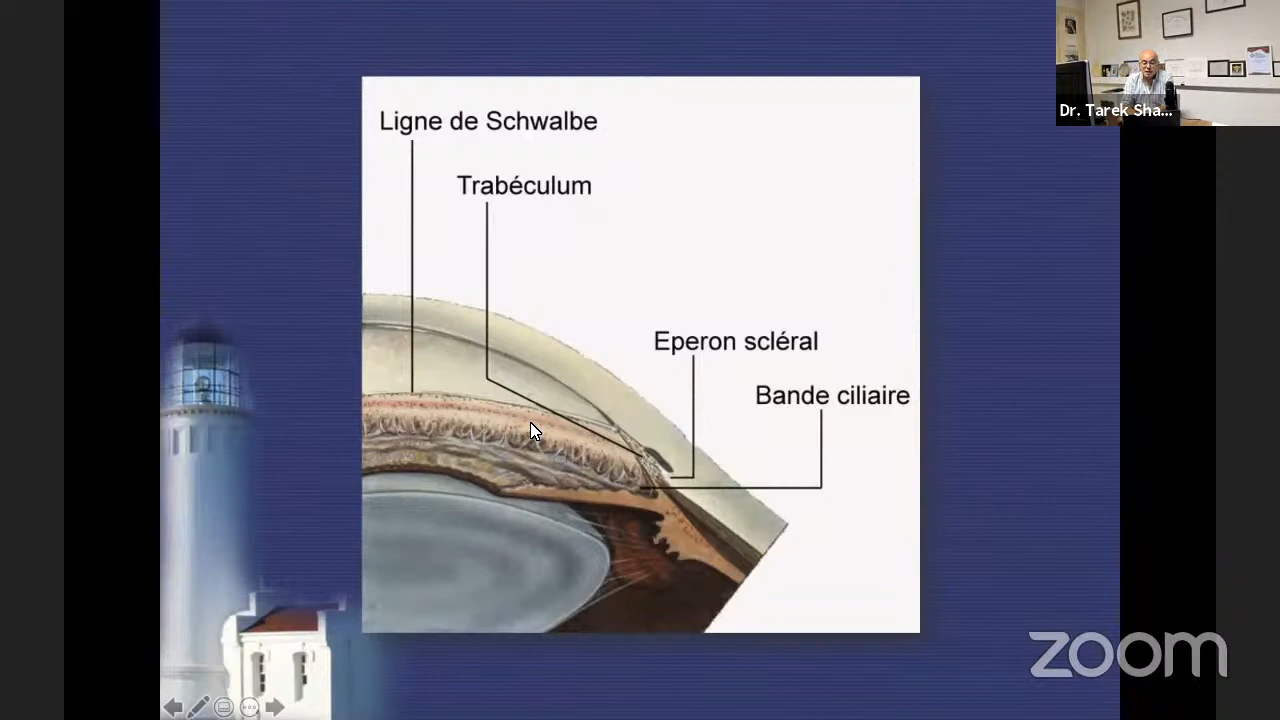 Ligne de Schwalbe
Trabéculum
Eperon scléral
Bande ciliaire
Dr. Tarek Sha...
zoom